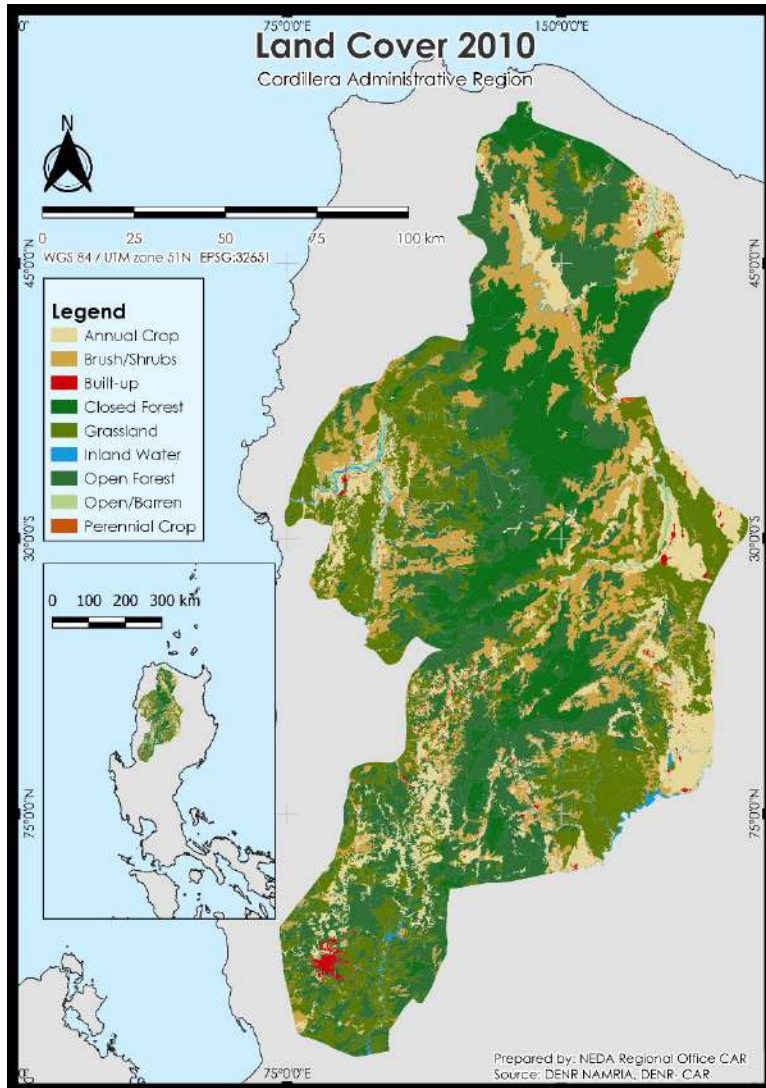 0°
75°0'0"E
150°0'0"E
Land Cover 2010
Cordillera Administrative Region
N
0 25 50 75 100 km
WGS 84 / UTM zone 51N EPSG:32651
45°0'0"N
45°0'0"N
Legend
Annual Crop
Brush/Shrubs
Built-up
Closed Forest
Grassland
Inland Water
Open Forest
Open/Barren
Perennial Crop
30°0'0"S
30°0'0"S
0 100 200 300 km
75°0'0"N
75°0'0"N
Prepared by: NEDA Regional Office CAR
Source: DENR NAMRIA, DENR- CAR
75°0'0"E
150°0'0"E